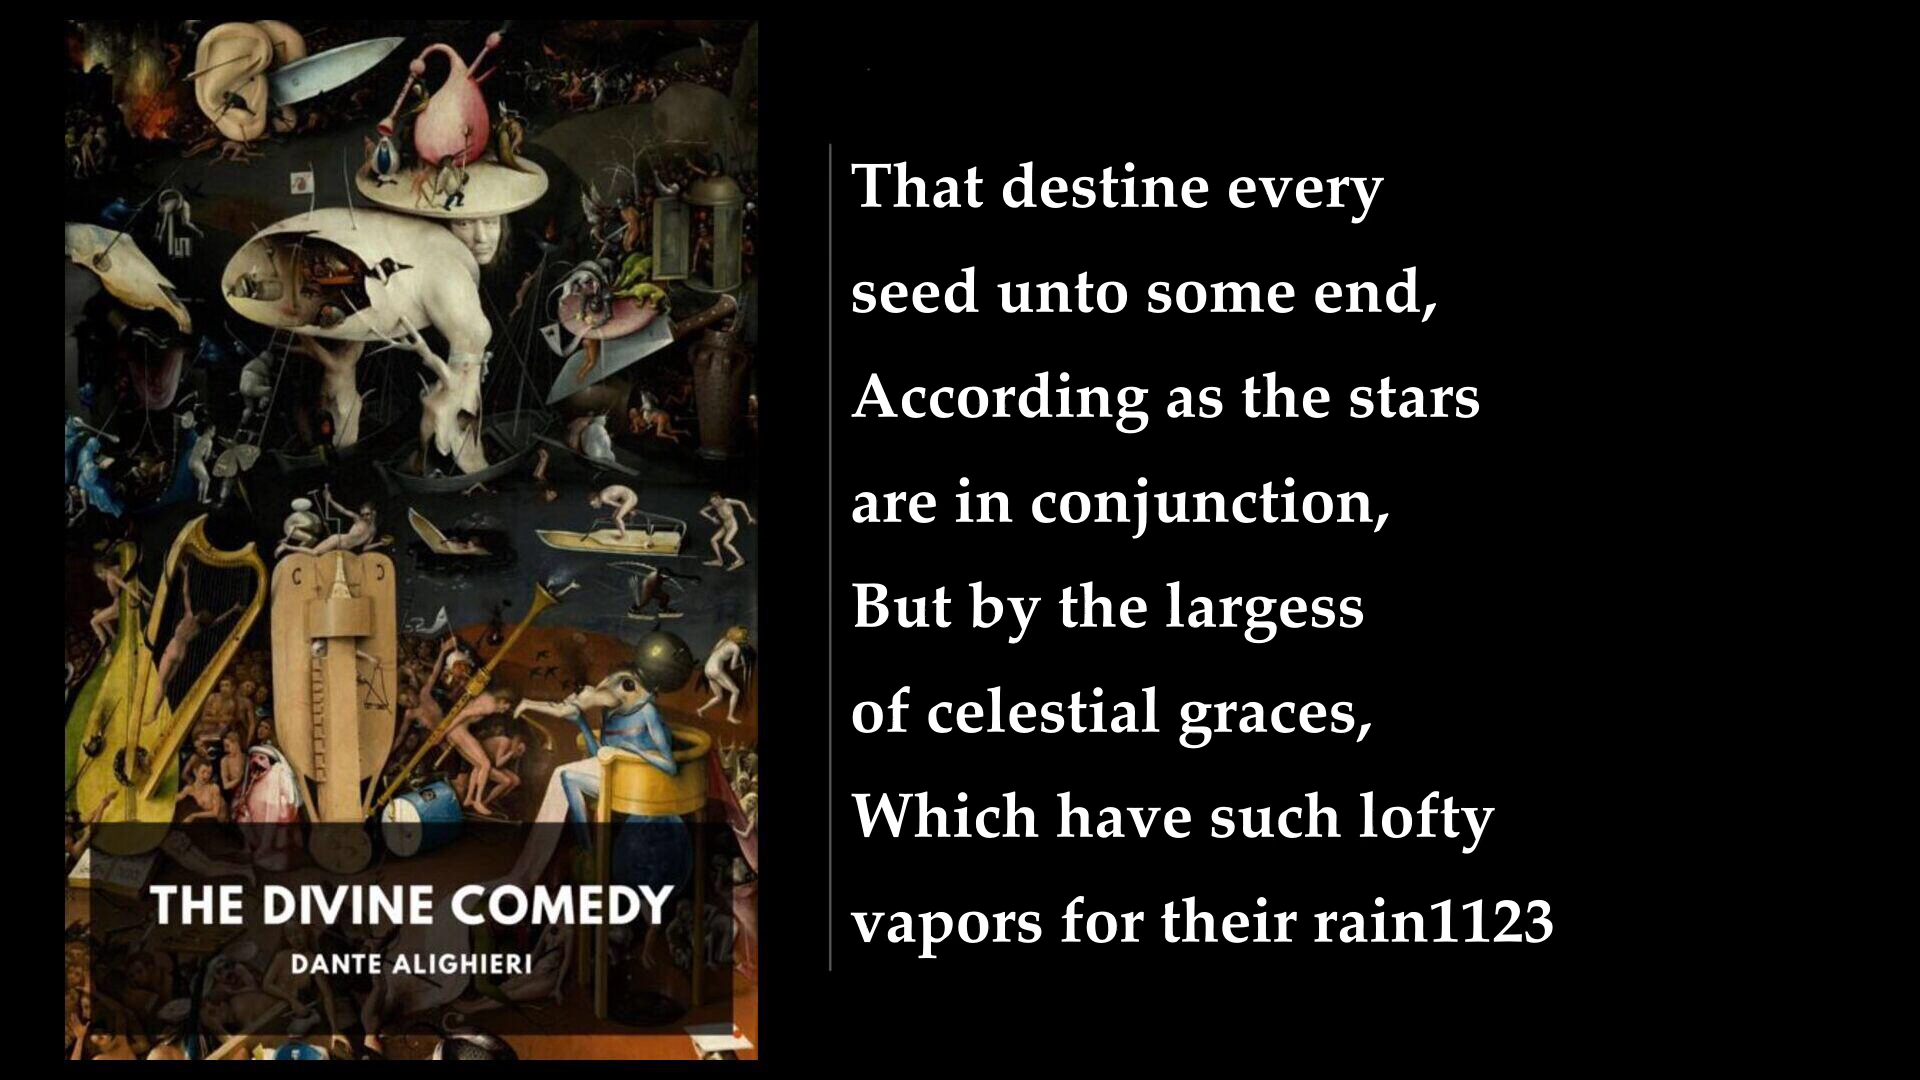 THE DIVINE COMEDY
DANTE ALIGHIERI
That destine every
seed unto some end,
According as the stars
are in conjunction,
But by the largess
of celestial graces,
Which have such lofty
vapors for their rain1123